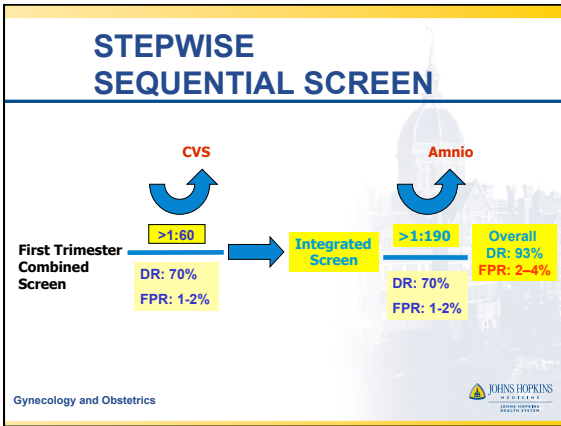 STEPWISE
SEQUENTIAL SCREEN
CVS
Amnio
First Trimester
Combined
Screen
>1:60
DR: 70%
FPR: 1-2%
Integrated
Screen
>1:190
DR: 70%
FPR: 1-2%
Overall
DR: 93%
FPR: 2–4%
Gynecology and Obstetrics
JOHNS HOPKINS
MEDICINE
JOHNS HOPKINS
HEALTH SYSTEM